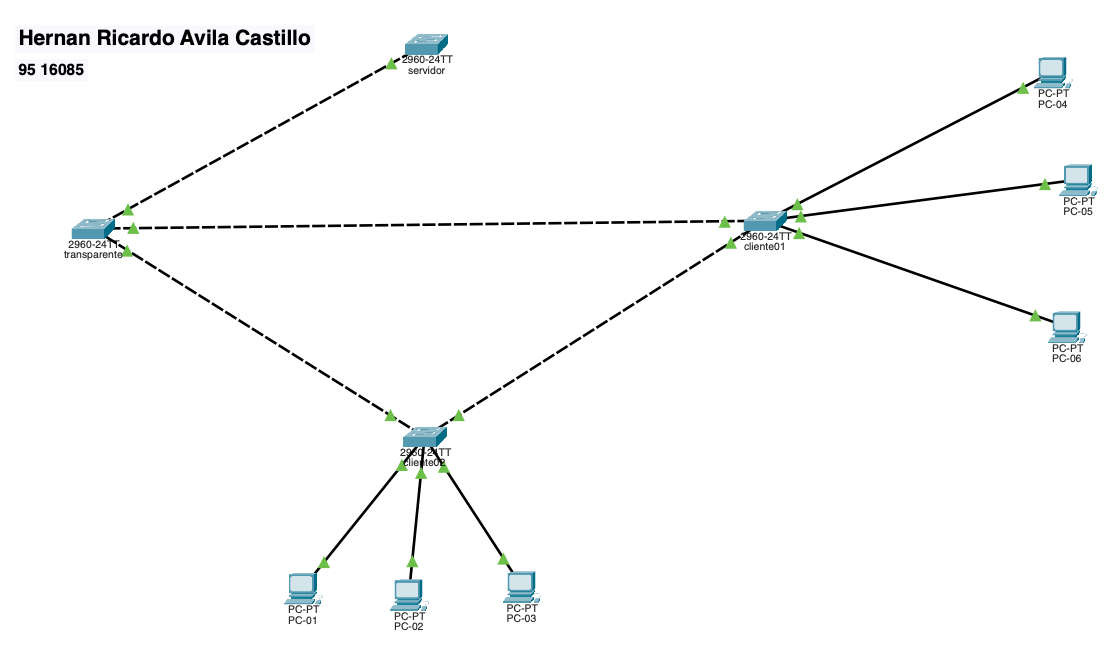 Hernan Ricardo Avila Castillo
95 16085
2960-24TT
servidor
PC-PT
PC-04
PC-PT
PC-05
2960-24TT
transparente
2960-24TT
cliente01
PC-PT
PC-06
2960-24TT
cliente02
PC-PT
PC-01
PC-PT
PC-02
PC-PT
PC-03